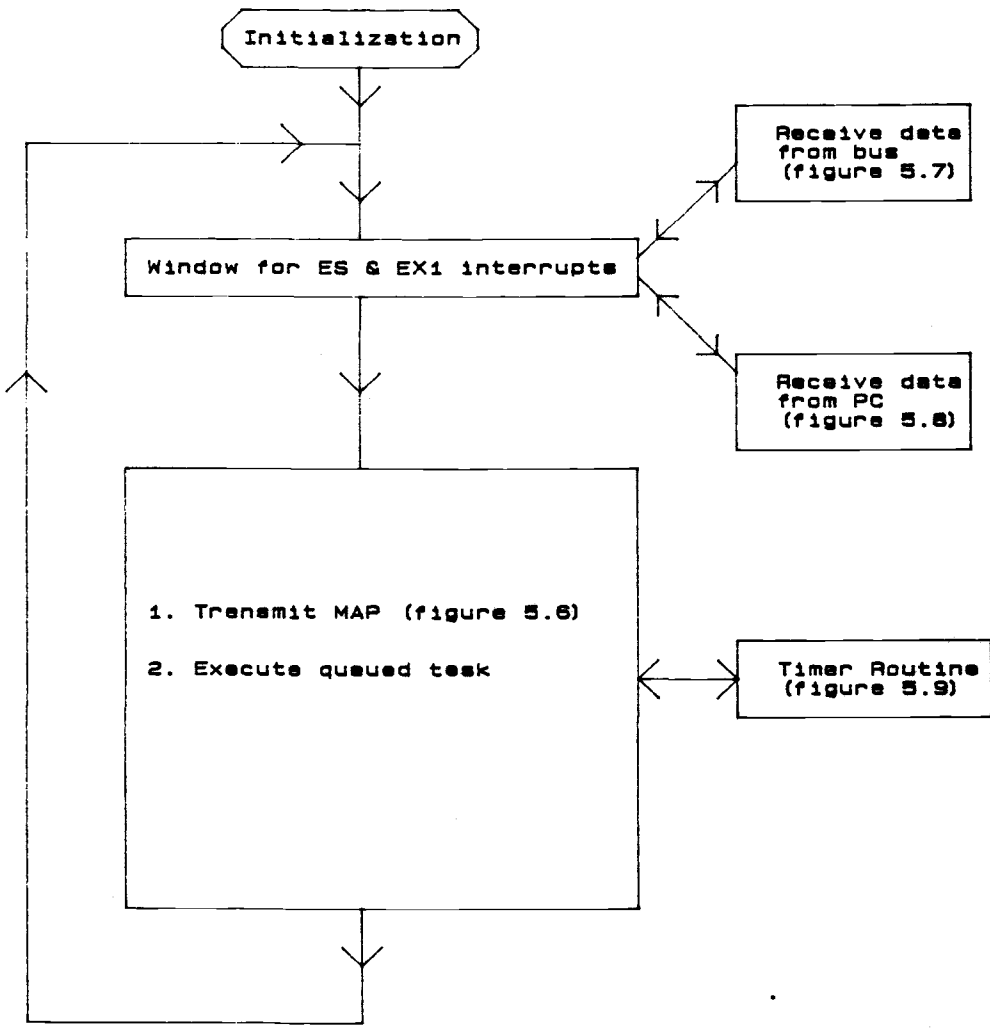 Initialization
Receive data
from bus
(figure 5.7)
Window for ES & EX1 interrupts
Receive data
from PC
(figure 5.8)
1. Transmit MAP (figure 5.6)
2. Execute queued task
Timer Routine
(figure 5.9)